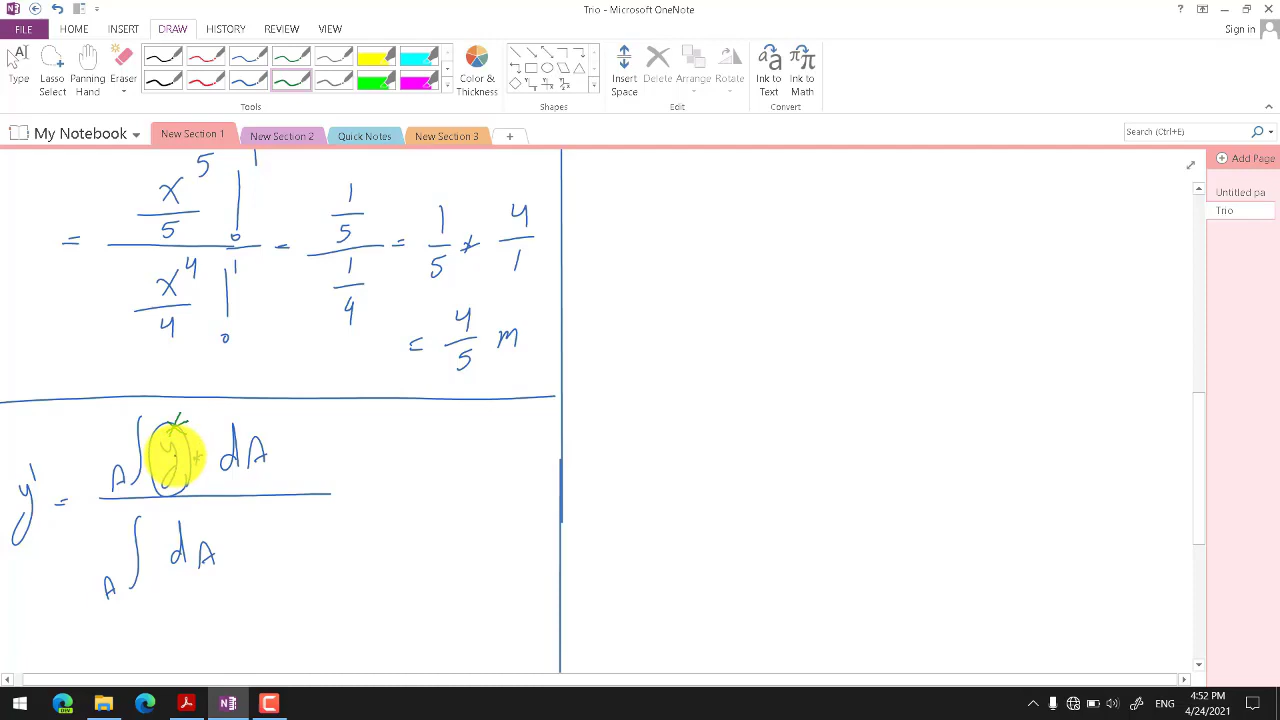 Trio - Microsoft OneNote
Sign in
FILE HOME INSERT DRAW HISTORY REVIEW VIEW
Type Lasso Select Panning Hand Eraser Color & Thickness Insert Space Delete Arrange Rotate Ink to Text Ink to Math
Tools Shapes Edit Convert
My Notebook New Section 1 New Section 2 Quick Notes New Section 3 + Search (Ctrl+E)
Add Page
Untitled pa
Trio
= x^5/5 |_0^1 / x^4/4 |_0^1 = 1/5 / 1/4 = 1/5 * 4/1
= 4/5 m
y' = A∫ y * dA / A∫ dA
ENG 4:52 PM
4/24/2021